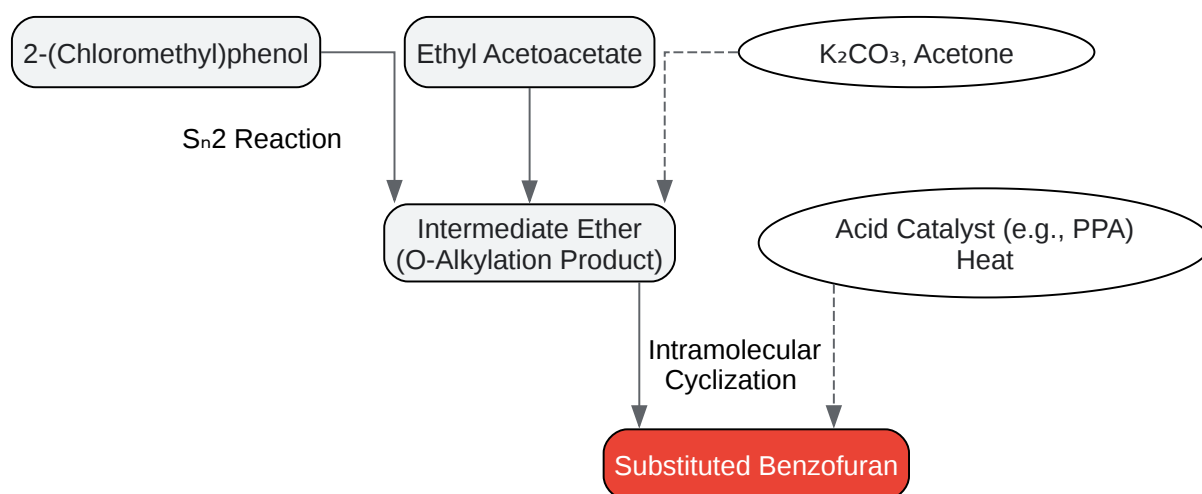 2-(Chloromethyl)phenol
Ethyl Acetoacetate
K₂CO₃, Acetone
Sₙ2 Reaction
Intermediate Ether
(O-Alkylation Product)
Acid Catalyst (e.g., PPA)
Heat
Intramolecular
Cyclization
Substituted Benzofuran